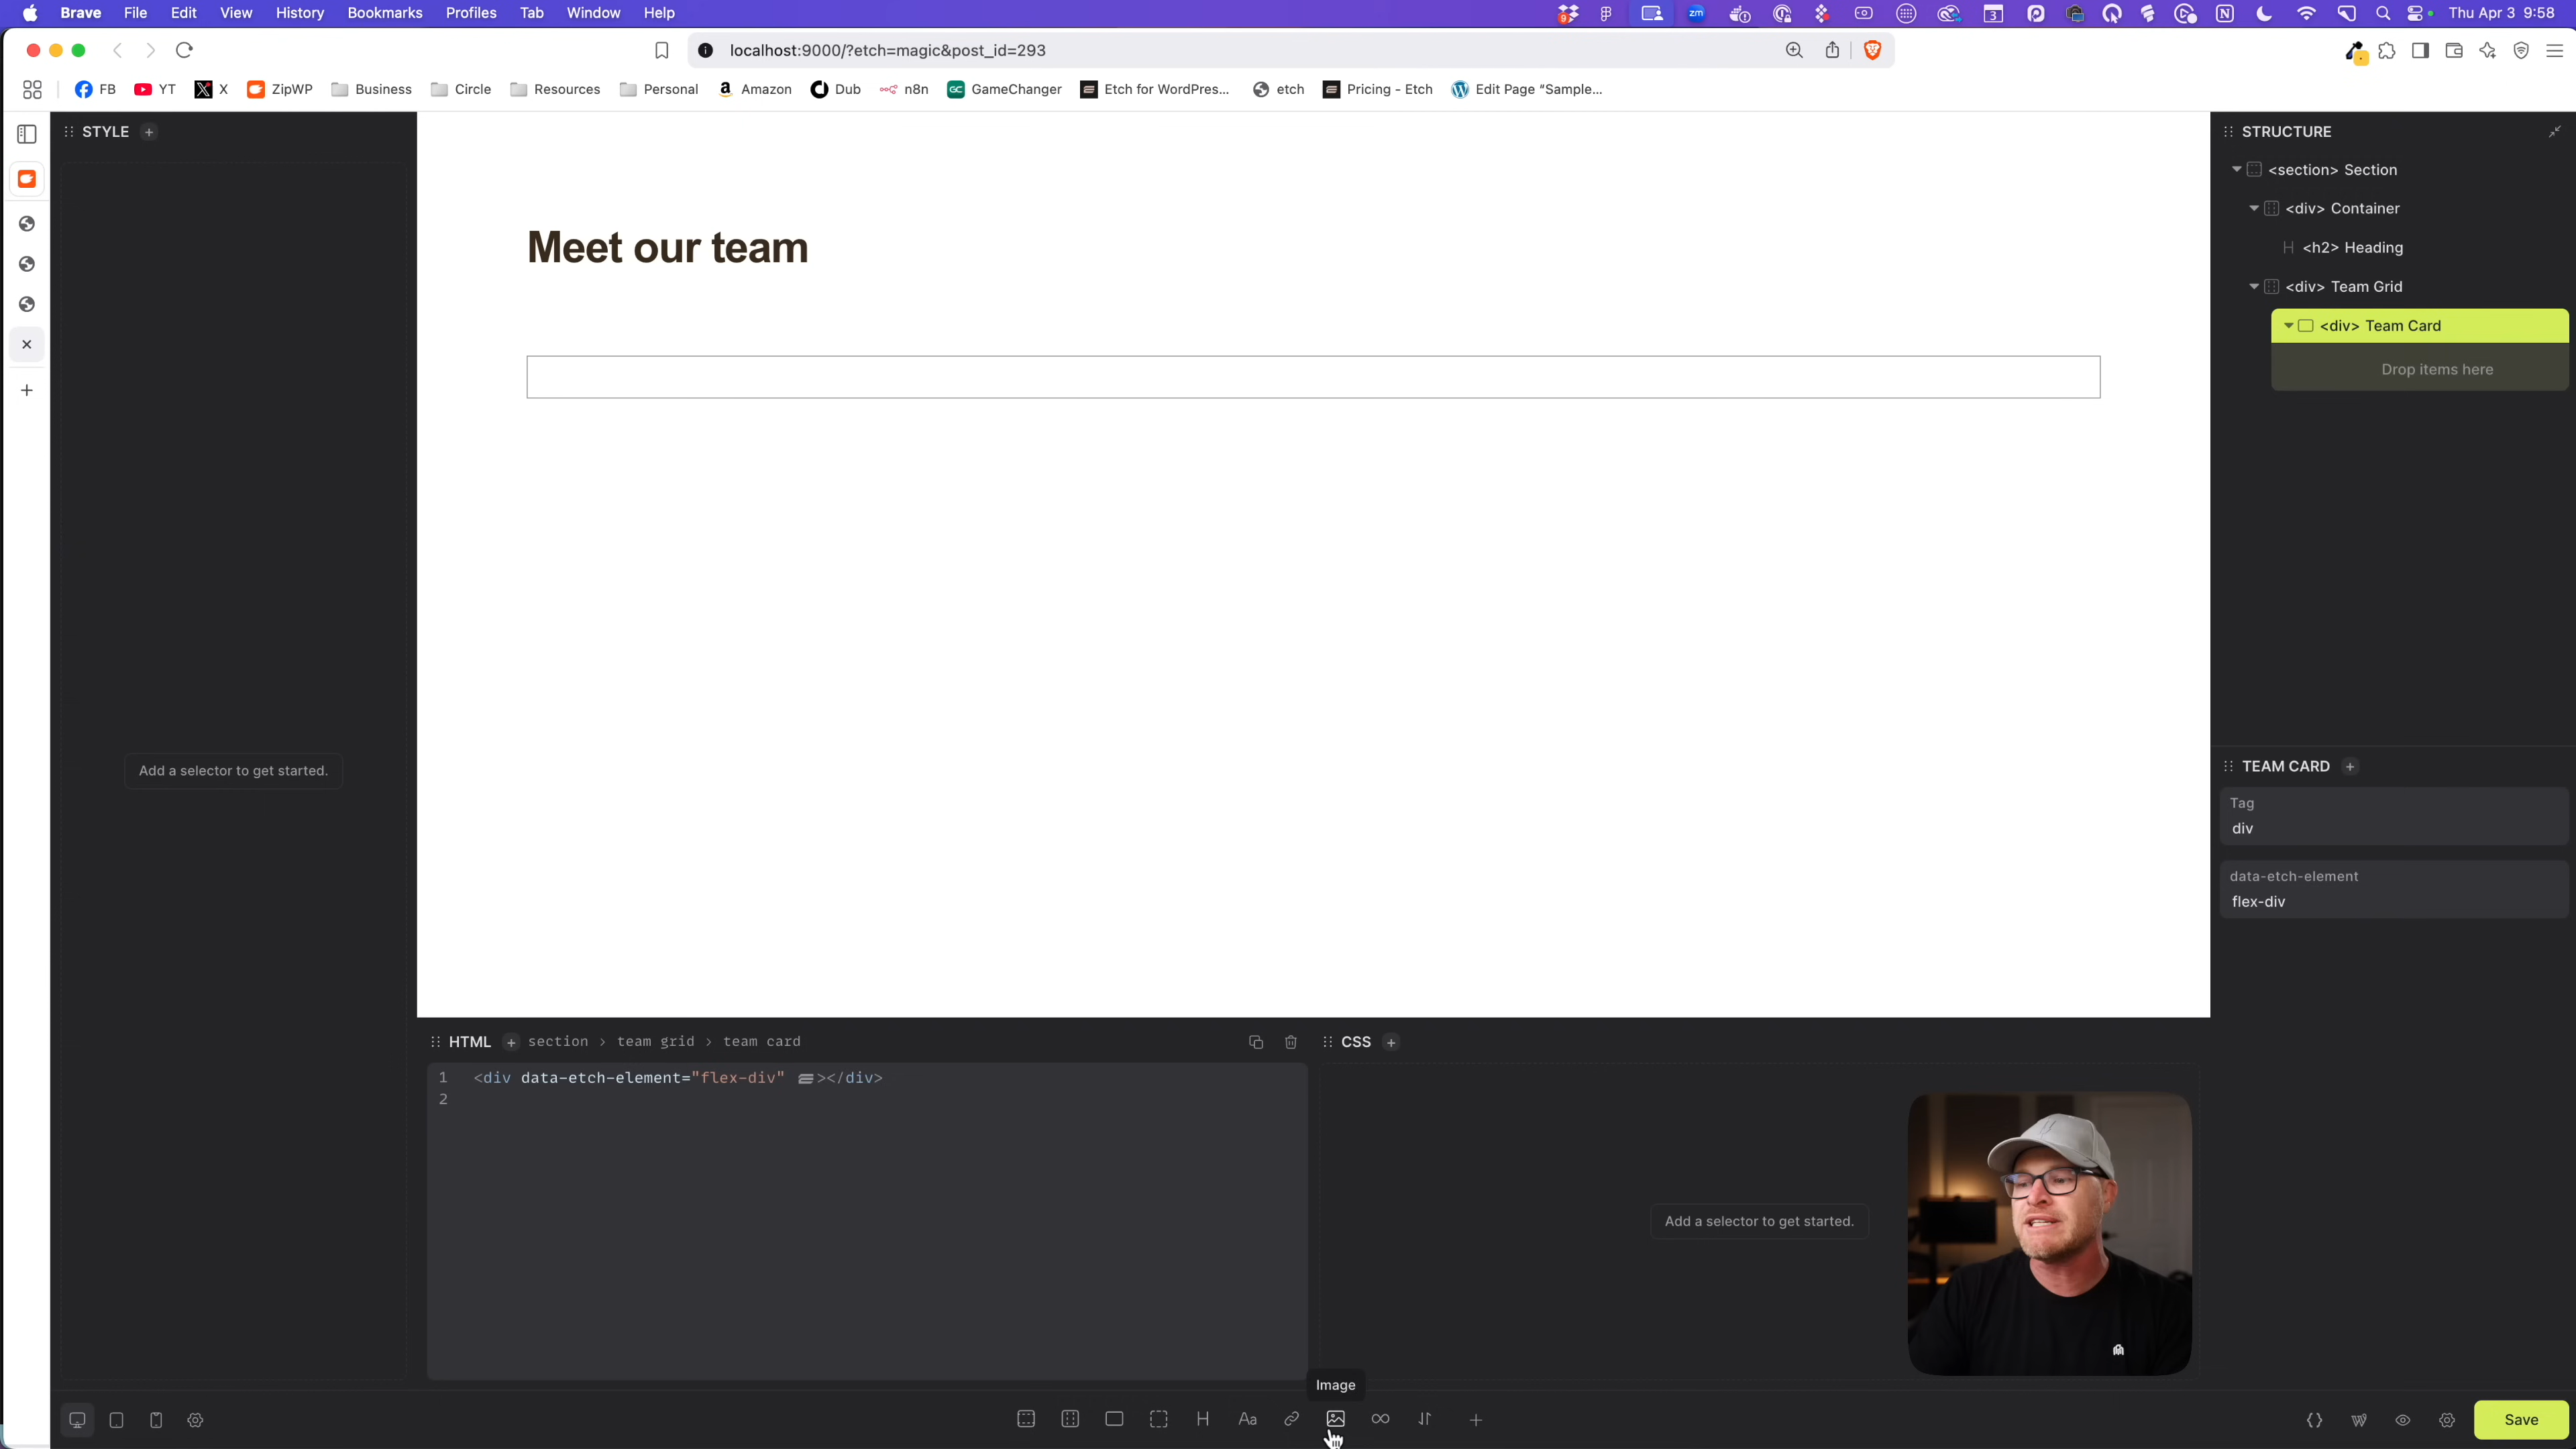 Brave File Edit View History Bookmarks Profiles Tab Window Help
9 zm 3 Thu Apr 3 9:58
localhost:9000/?etch=magic&post_id=293
FB YT X ZipWP Business Circle Resources Personal Amazon Dub n8n GameChanger Etch for WordPres... etch Pricing - Etch Edit Page “Sample...
STYLE +
Add a selector to get started.
Meet our team
STRUCTURE
<section> Section
<div> Container
H <h2> Heading
<div> Team Grid
<div> Team Card
Drop items here
TEAM CARD +
Tag
div
data-etch-element
flex-div
HTML + section > team grid > team card
1 <div data-etch-element="flex-div" ></div>
2
CSS +
Add a selector to get started.
Image
H Aa
Save